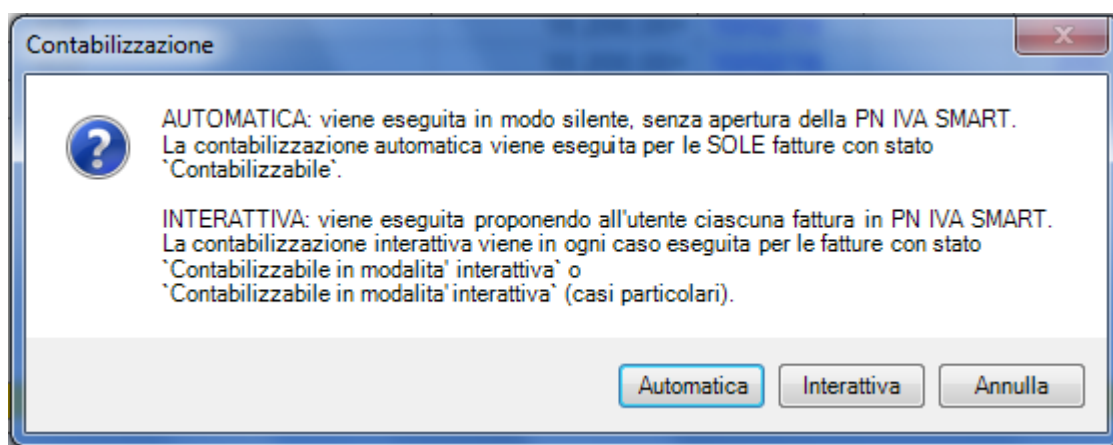 Contabilizzazione
AUTOMATICA: viene eseguita in modo silente, senza apertura della PN IVA SMART.
La contabilizzazione automatica viene eseguita per le SOLE fatture con stato
`Contabilizzabile`.
INTERATTIVA: viene eseguita proponendo all'utente ciascuna fattura in PN IVA SMART.
La contabilizzazione interattiva viene in ogni caso eseguita per le fatture con stato
`Contabilizzabile in modalita' interattiva` o
`Contabilizzabile in modalita' interattiva` (casi particolari).
Automatica
Interattiva
Annulla